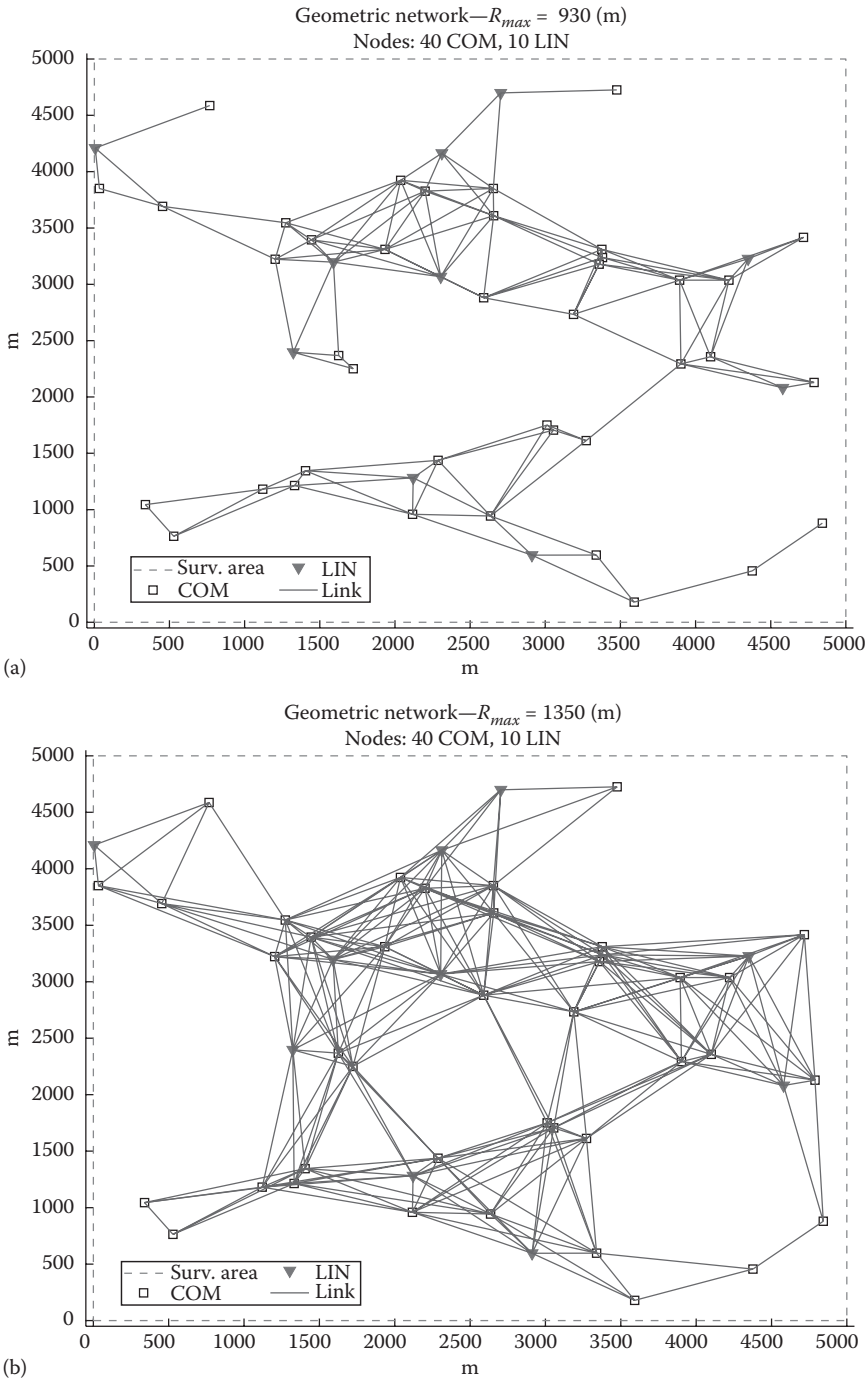 Geometric network—R_max = 930 (m)
Nodes: 40 COM, 10 LIN
5000
4500
4000
3500
3000
2500
2000
1500
1000
500
0
m
Surv. area LIN
COM Link
0 500 1000 1500 2000 2500 3000 3500 4000 4500 5000
m
(a)
Geometric network—R_max = 1350 (m)
Nodes: 40 COM, 10 LIN
5000
4500
4000
3500
3000
2500
2000
1500
1000
500
0
m
Surv. area LIN
COM Link
0 500 1000 1500 2000 2500 3000 3500 4000 4500 5000
m
(b)